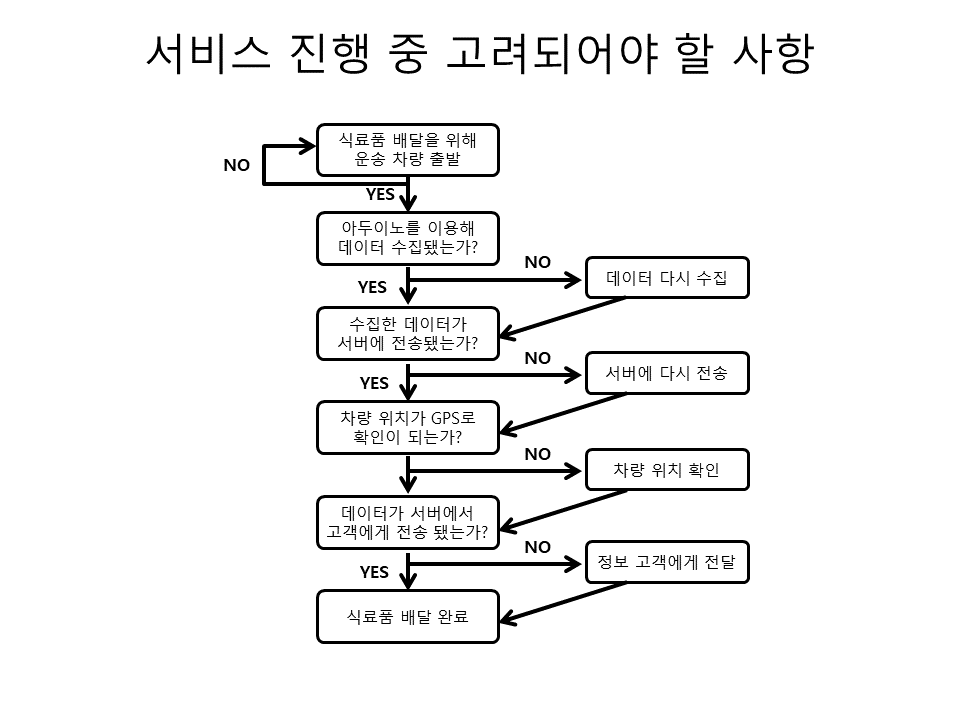 서비스 진행 중 고려되어야 할 사항
식료품 배달을 위해
운송 차량 출발
NO
YES
아두이노를 이용해
데이터 수집됐는가?
NO
데이터 다시 수집
YES
수집한 데이터가
서버에 전송됐는가?
NO
서버에 다시 전송
YES
차량 위치가 GPS로
확인이 되는가?
NO
차량 위치 확인
데이터가 서버에서
고객에게 전송 됐는가?
NO
정보 고객에게 전달
YES
식료품 배달 완료